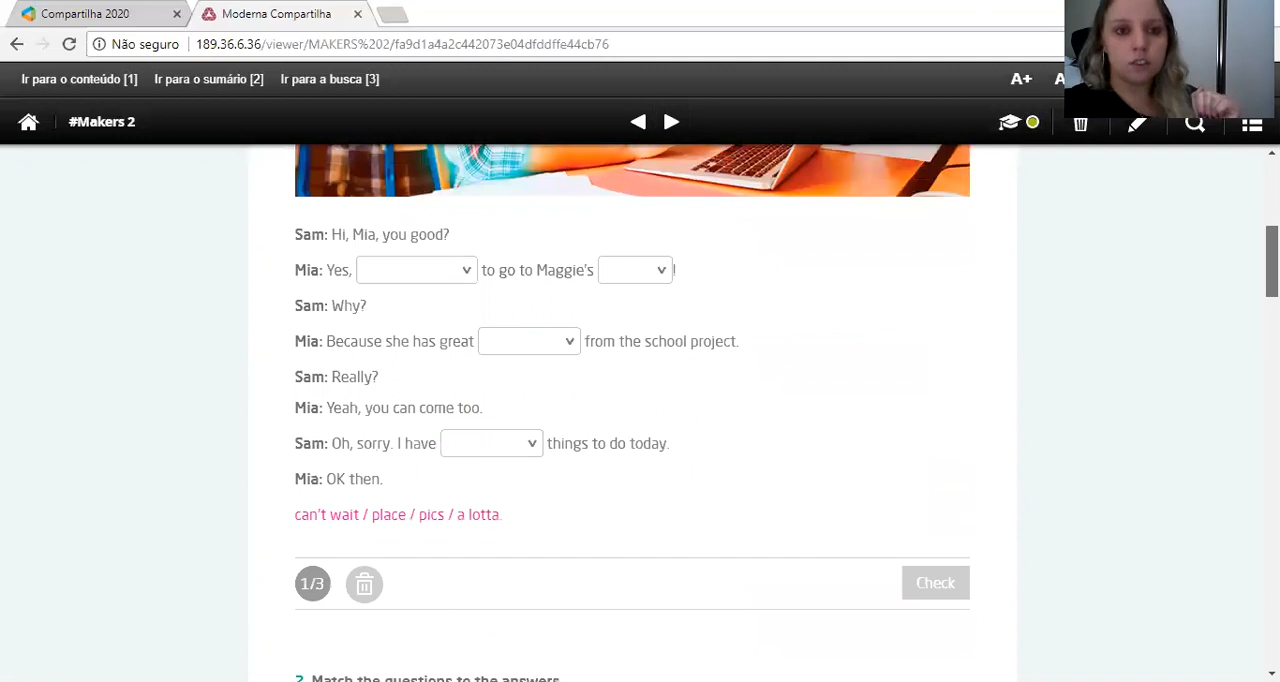 Compartilha 2020
Moderna Compartilha
Não seguro 189.36.6.36/viewer/MAKERS%202/fa9d1a4a2c442073e04dfddffe44cb76
Ir para o conteúdo [1] Ir para o sumário [2] Ir para a busca [3] A+
#Makers 2
Sam: Hi, Mia, you good?
Mia: Yes, to go to Maggie's !
Sam: Why?
Mia: Because she has great from the school project.
Sam: Really?
Mia: Yeah, you can come too.
Sam: Oh, sorry. I have things to do today.
Mia: OK then.
can't wait / place / pics / a lotta.
1/3 Check
2. Match the questions to the answers.